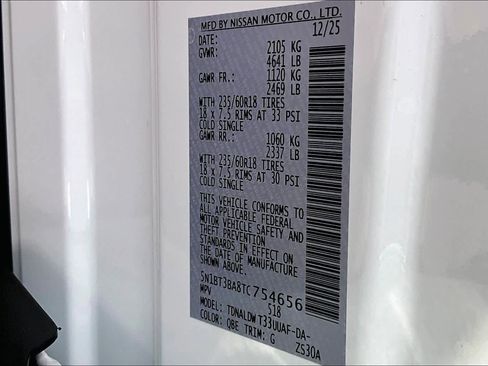 MFD BY NISSAN MOTOR CO., LTD.
DATE: 12/25
GVWR: 2105 KG
4641 LB
GAWR FR.: 1120 KG
2469 LB
WITH 235/60R18 TIRES
18 x 7.5 RIMS AT 33 PSI
COLD SINGLE
GAWR RR.: 1060 KG
2337 LB
WITH 235/60R18 TIRES
18 x 7.5 RIMS AT 30 PSI
COLD SINGLE
THIS VEHICLE CONFORMS TO
ALL APPLICABLE FEDERAL
MOTOR VEHICLE SAFETY AND
THEFT PREVENTION
STANDARDS IN EFFECT ON
THE DATE OF MANUFACTURE
SHOWN ABOVE.
5N1BT3BA8TC754656
MPV 518
MODEL: TDNALDWT33UUAF-DA-
COLOR: QBE TRIM: G ZS30A